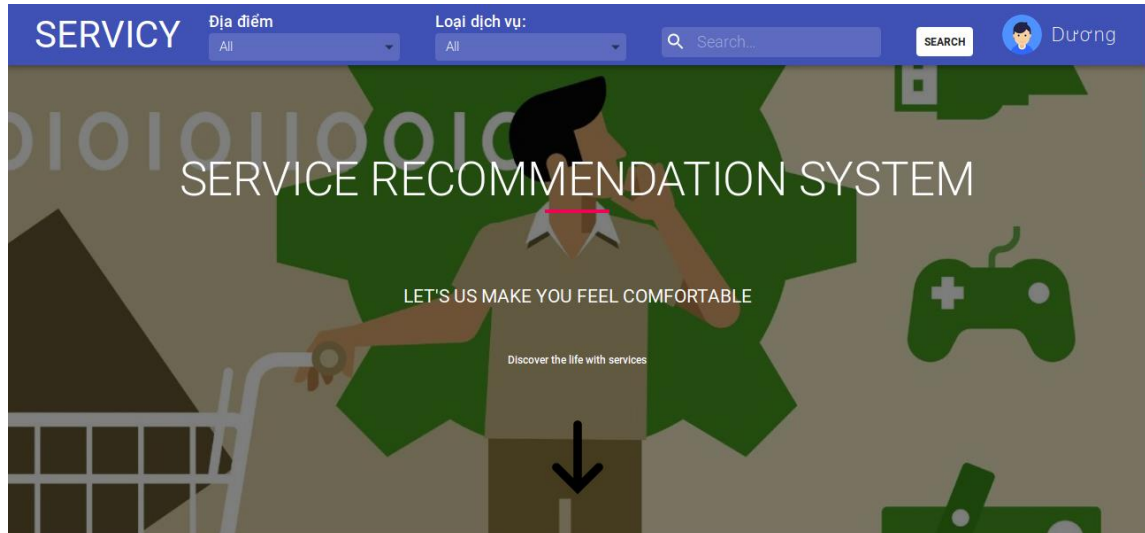 SERVICY
Địa điểm
All
Loại dịch vụ:
All
Search...
SEARCH
Dương
01010110010
SERVICE RECOMMENDATION SYSTEM
LET'S US MAKE YOU FEEL COMFORTABLE
Discover the life with services